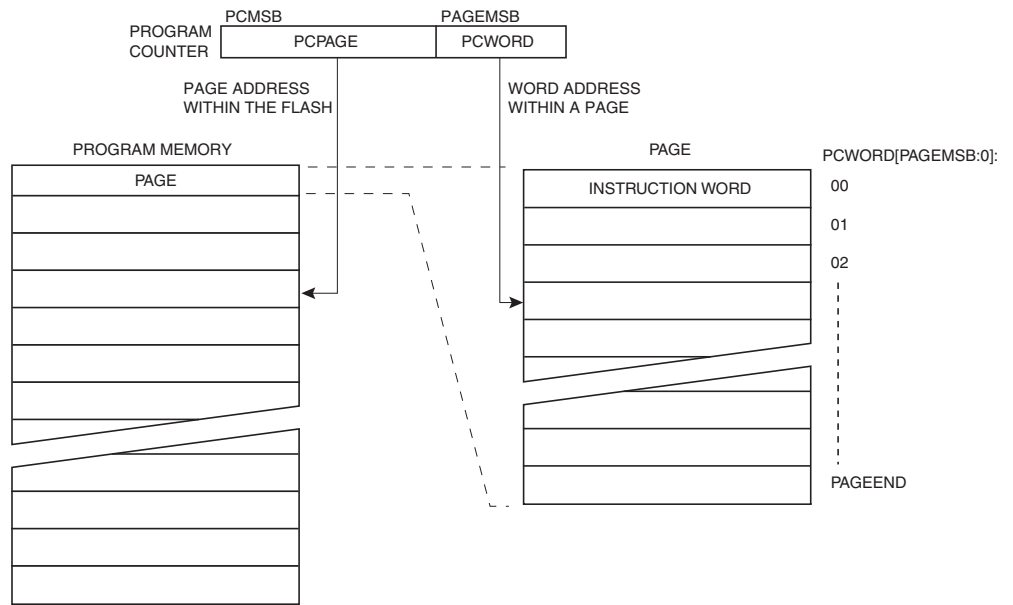 PCMSB PAGEMSB
PROGRAM
COUNTER
PCPAGE PCWORD
PAGE ADDRESS
WITHIN THE FLASH
WORD ADDRESS
WITHIN A PAGE
PROGRAM MEMORY
PAGE
PAGE
PCWORD[PAGEMSB:0]:
INSTRUCTION WORD
00
01
02
PAGEEND